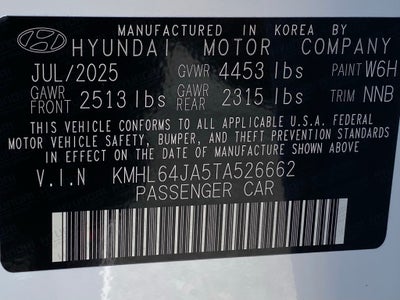 MANUFACTURED IN KOREA BY
HYUNDAI MOTOR COMPANY
JUL/2025 GVWR 4453 lbs PAINT W6H
GAWR FRONT 2513 lbs GAWR REAR 2315 lbs TRIM NNB
THIS VEHICLE CONFORMS TO ALL APPLICABLE U.S.A. FEDERAL
MOTOR VEHICLE SAFETY, BUMPER, AND THEFT PREVENTION STANDARDS
IN EFFECT ON THE DATE OF MANUFACTURE SHOWN ABOVE.
V.I.N KMHL64JA5TA526662
PASSENGER CAR